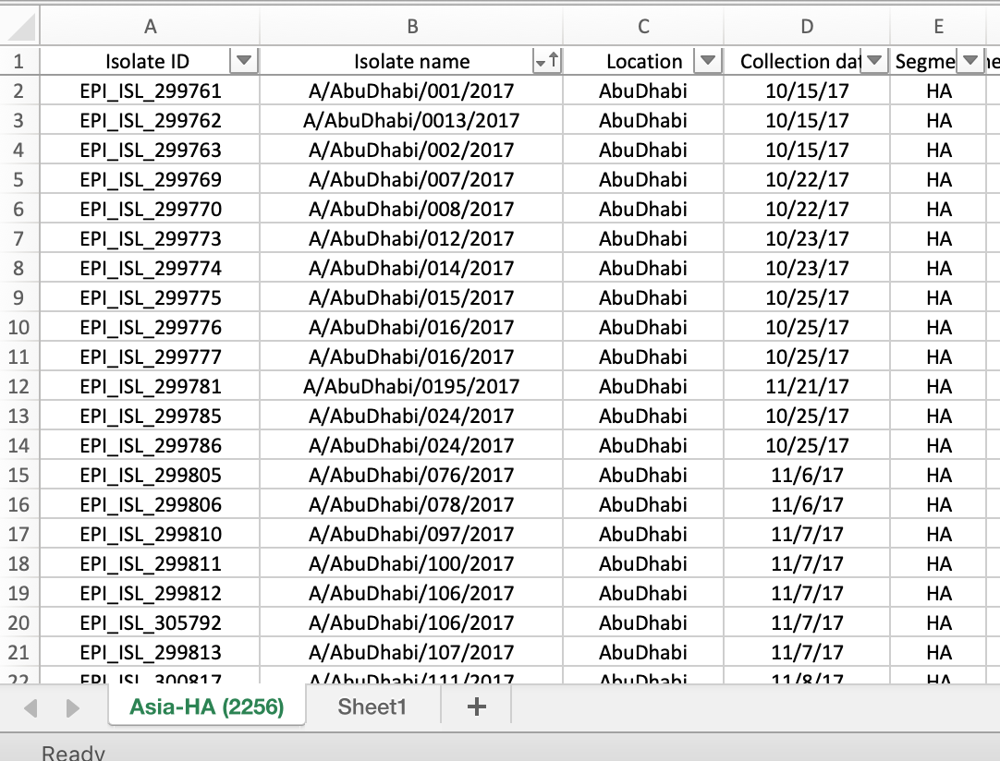 A B C D E
1 Isolate ID Isolate name Location Collection dat Segme
2 EPI_ISL_299761 A/AbuDhabi/001/2017 AbuDhabi 10/15/17 HA
3 EPI_ISL_299762 A/AbuDhabi/0013/2017 AbuDhabi 10/15/17 HA
4 EPI_ISL_299763 A/AbuDhabi/002/2017 AbuDhabi 10/15/17 HA
5 EPI_ISL_299769 A/AbuDhabi/007/2017 AbuDhabi 10/22/17 HA
6 EPI_ISL_299770 A/AbuDhabi/008/2017 AbuDhabi 10/22/17 HA
7 EPI_ISL_299773 A/AbuDhabi/012/2017 AbuDhabi 10/23/17 HA
8 EPI_ISL_299774 A/AbuDhabi/014/2017 AbuDhabi 10/23/17 HA
9 EPI_ISL_299775 A/AbuDhabi/015/2017 AbuDhabi 10/25/17 HA
10 EPI_ISL_299776 A/AbuDhabi/016/2017 AbuDhabi 10/25/17 HA
11 EPI_ISL_299777 A/AbuDhabi/016/2017 AbuDhabi 10/25/17 HA
12 EPI_ISL_299781 A/AbuDhabi/0195/2017 AbuDhabi 11/21/17 HA
13 EPI_ISL_299785 A/AbuDhabi/024/2017 AbuDhabi 10/25/17 HA
14 EPI_ISL_299786 A/AbuDhabi/024/2017 AbuDhabi 10/25/17 HA
15 EPI_ISL_299805 A/AbuDhabi/076/2017 AbuDhabi 11/6/17 HA
16 EPI_ISL_299806 A/AbuDhabi/078/2017 AbuDhabi 11/6/17 HA
17 EPI_ISL_299810 A/AbuDhabi/097/2017 AbuDhabi 11/7/17 HA
18 EPI_ISL_299811 A/AbuDhabi/100/2017 AbuDhabi 11/7/17 HA
19 EPI_ISL_299812 A/AbuDhabi/106/2017 AbuDhabi 11/7/17 HA
20 EPI_ISL_305792 A/AbuDhabi/106/2017 AbuDhabi 11/7/17 HA
21 EPI_ISL_299813 A/AbuDhabi/107/2017 AbuDhabi 11/7/17 HA
22 EPI_ISL_300817 A/AbuDhabi/111/2017 AbuDhabi 11/8/17 HA
Asia-HA (2256) Sheet1 +
Ready